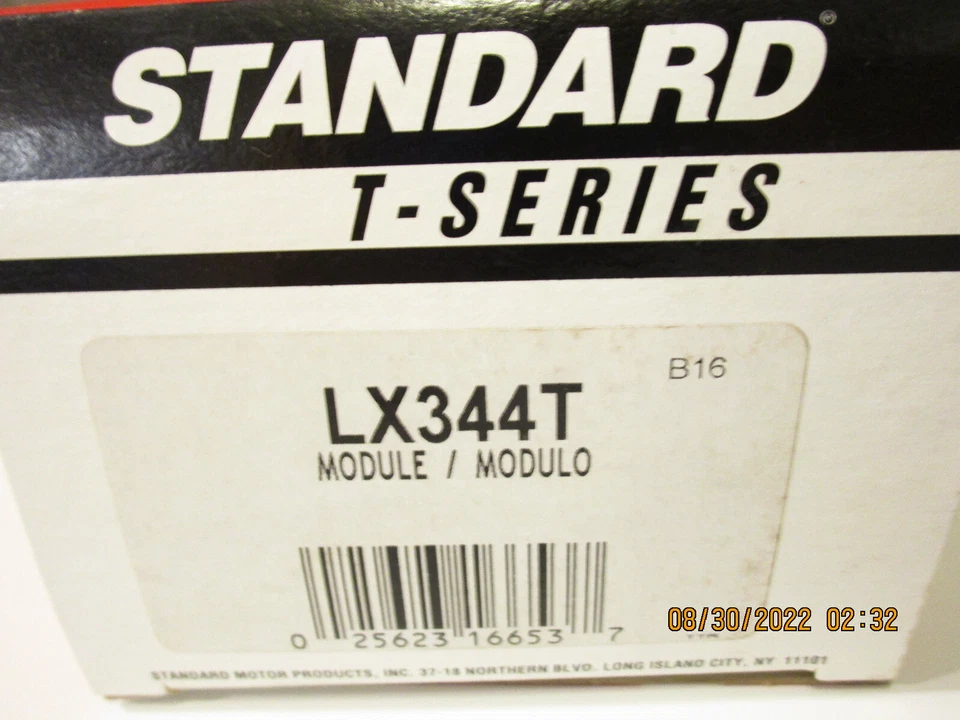 STANDARD®
T-SERIES
B16
LX344T
MODULE / MODULO
0 25623 16653 7
08/30/2022 02:32
STANDARD MOTOR PRODUCTS, INC. 37-18 NORTHERN BLVD. LONG ISLAND CITY, NY 11101